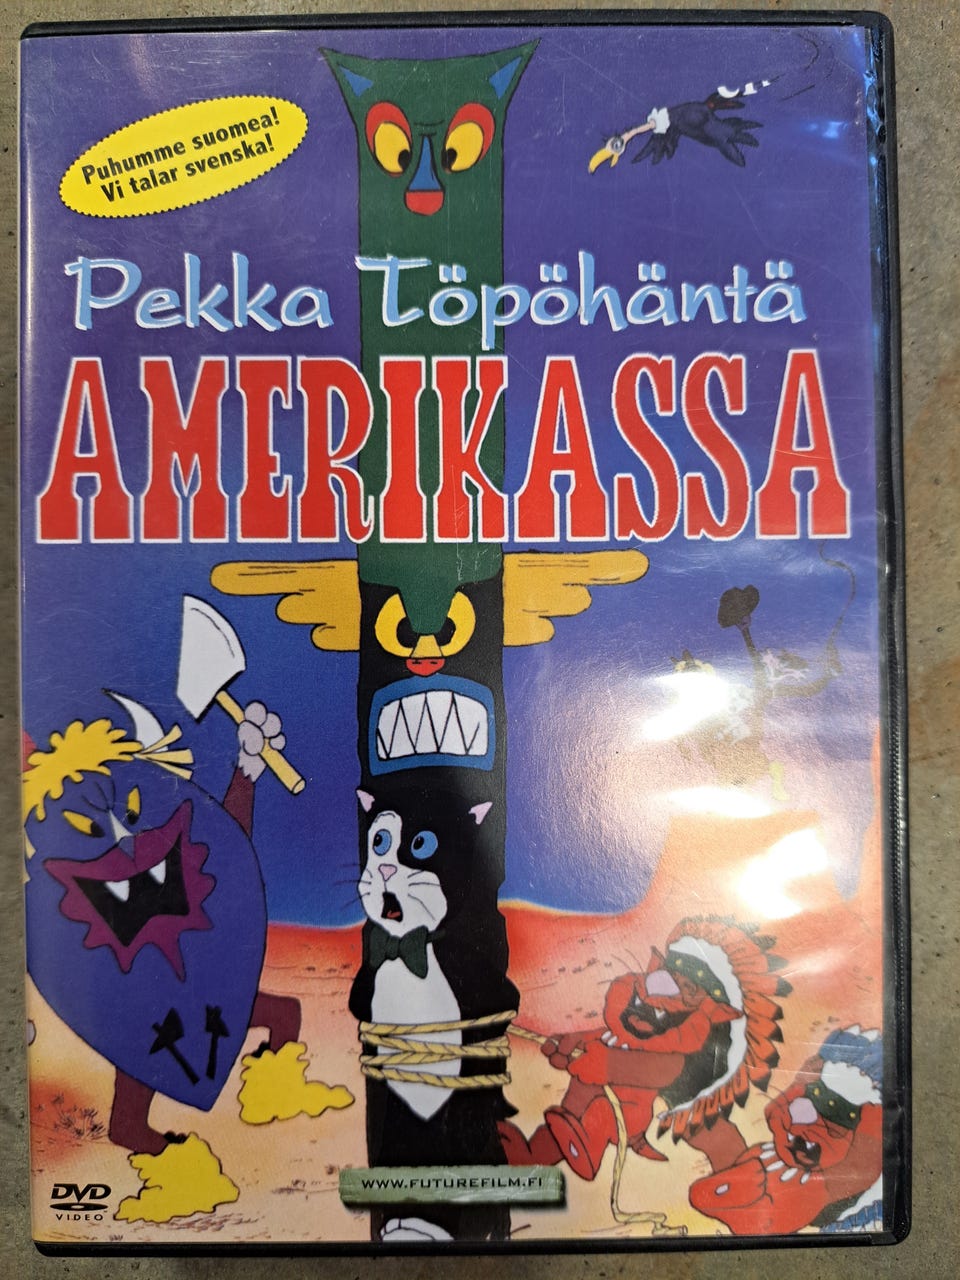 Puhumme suomea!
Vi talar svenska!
Pekka Töpöhäntä
AMERIKASSA
WWW.FUTUREFILM.FI
DVD
VIDEO